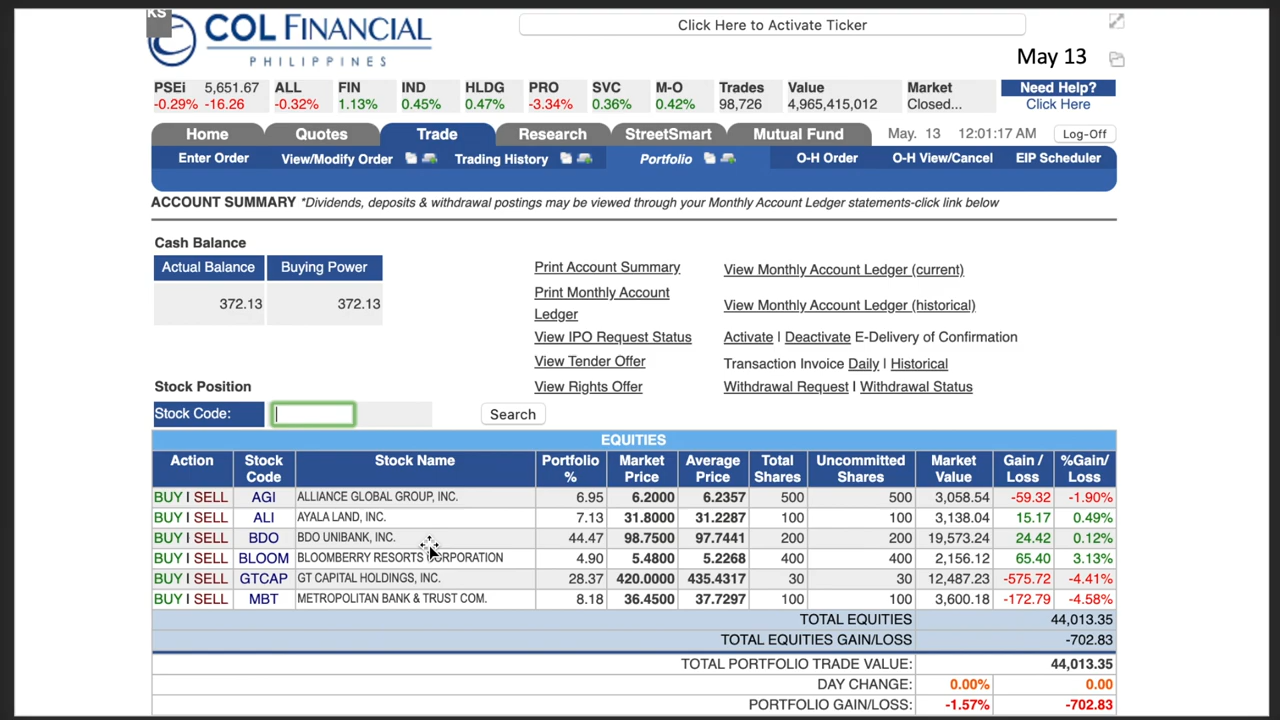 KS
COL FINANCIAL
PHILIPPINES
Click Here to Activate Ticker
May 13
PSEi 5,651.67 ALL FIN IND HLDG PRO SVC M-O Trades Value Market Need Help?
-0.29% -16.26 -0.32% 1.13% 0.45% 0.47% -3.34% 0.36% 0.42% 98,726 4,965,415,012 Closed... Click Here
Home Quotes Trade Research StreetSmart Mutual Fund May. 13 12:01:17 AM Log-Off
Enter Order View/Modify Order Trading History Portfolio O-H Order O-H View/Cancel EIP Scheduler
ACCOUNT SUMMARY *Dividends, deposits & withdrawal postings may be viewed through your Monthly Account Ledger statements-click link below
Cash Balance
Actual Balance Buying Power
372.13 372.13
Print Account Summary View Monthly Account Ledger (current)
Print Monthly Account
Ledger
View Monthly Account Ledger (historical)
View IPO Request Status Activate | Deactivate E-Delivery of Confirmation
View Tender Offer Transaction Invoice Daily | Historical
View Rights Offer Withdrawal Request I Withdrawal Status
Stock Position
Stock Code: Search
EQUITIES
Action Stock Code Stock Name Portfolio % Market Price Average Price Total Shares Uncommitted Shares Market Value Gain / Loss %Gain/ Loss
BUY I SELL AGI ALLIANCE GLOBAL GROUP, INC. 6.95 6.2000 6.2357 500 500 3,058.54 -59.32 -1.90%
BUY I SELL ALI AYALA LAND, INC. 7.13 31.8000 31.2287 100 100 3,138.04 15.17 0.49%
BUY I SELL BDO BDO UNIBANK, INC. 44.47 98.7500 97.7441 200 200 19,573.24 24.42 0.12%
BUY I SELL BLOOM BLOOMBERRY RESORTS CORPORATION 4.90 5.4800 5.2268 400 400 2,156.12 65.40 3.13%
BUY I SELL GTCAP GT CAPITAL HOLDINGS, INC. 28.37 420.0000 435.4317 30 30 12,487.23 -575.72 -4.41%
BUY I SELL MBT METROPOLITAN BANK & TRUST COM. 8.18 36.4500 37.7297 100 100 3,600.18 -172.79 -4.58%
TOTAL EQUITIES 44,013.35
TOTAL EQUITIES GAIN/LOSS -702.83
TOTAL PORTFOLIO TRADE VALUE: 44,013.35
DAY CHANGE: 0.00% 0.00
PORTFOLIO GAIN/LOSS: -1.57% -702.83